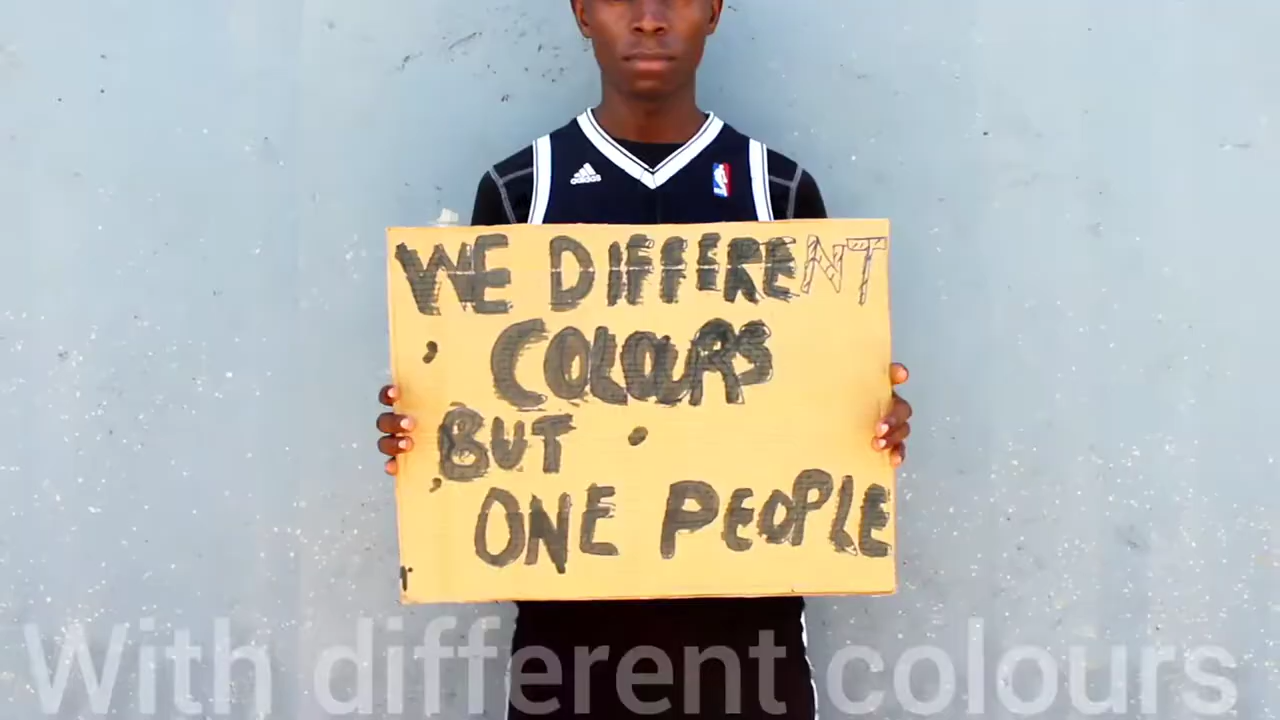 adidas
WE DIFFERENT
COLOURS
BUT
ONE PEOPLE
With different colours